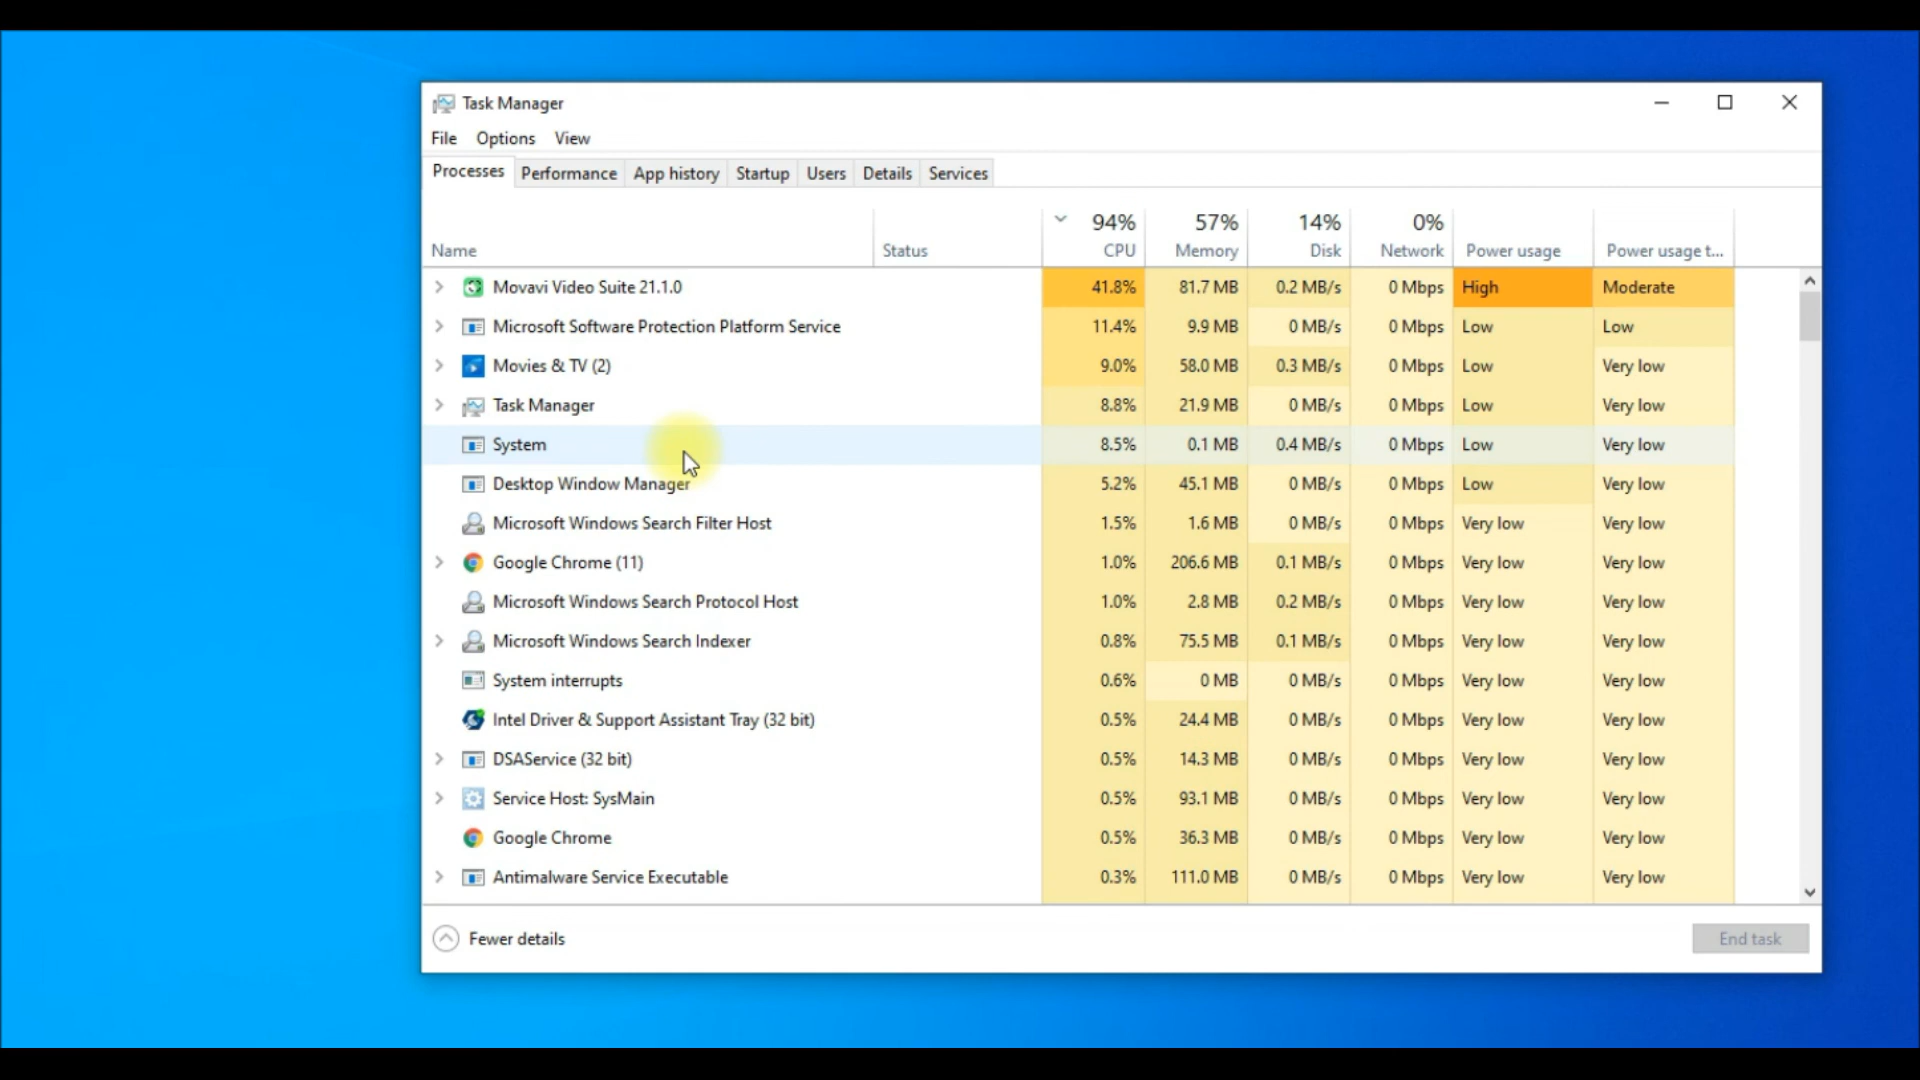 Task Manager
File Options View
Processes Performance App history Startup Users Details Services
94% 57% 14% 0%
Name Status CPU Memory Disk Network Power usage Power usage t...
Movavi Video Suite 21.1.0 41.8% 81.7 MB 0.2 MB/s 0 Mbps High Moderate
Microsoft Software Protection Platform Service 11.4% 9.9 MB 0 MB/s 0 Mbps Low Low
Movies & TV (2) 9.0% 58.0 MB 0.3 MB/s 0 Mbps Low Very low
Task Manager 8.8% 21.9 MB 0 MB/s 0 Mbps Low Very low
System 8.5% 0.1 MB 0.4 MB/s 0 Mbps Low Very low
Desktop Window Manager 5.2% 45.1 MB 0 MB/s 0 Mbps Low Very low
Microsoft Windows Search Filter Host 1.5% 1.6 MB 0 MB/s 0 Mbps Very low Very low
Google Chrome (11) 1.0% 206.6 MB 0.1 MB/s 0 Mbps Very low Very low
Microsoft Windows Search Protocol Host 1.0% 2.8 MB 0.2 MB/s 0 Mbps Very low Very low
Microsoft Windows Search Indexer 0.8% 75.5 MB 0.1 MB/s 0 Mbps Very low Very low
System interrupts 0.6% 0 MB 0 MB/s 0 Mbps Very low Very low
Intel Driver & Support Assistant Tray (32 bit) 0.5% 24.4 MB 0 MB/s 0 Mbps Very low Very low
DSAService (32 bit) 0.5% 14.3 MB 0 MB/s 0 Mbps Very low Very low
Service Host: SysMain 0.5% 93.1 MB 0 MB/s 0 Mbps Very low Very low
Google Chrome 0.5% 36.3 MB 0 MB/s 0 Mbps Very low Very low
Antimalware Service Executable 0.3% 111.0 MB 0 MB/s 0 Mbps Very low Very low
Fewer details End task